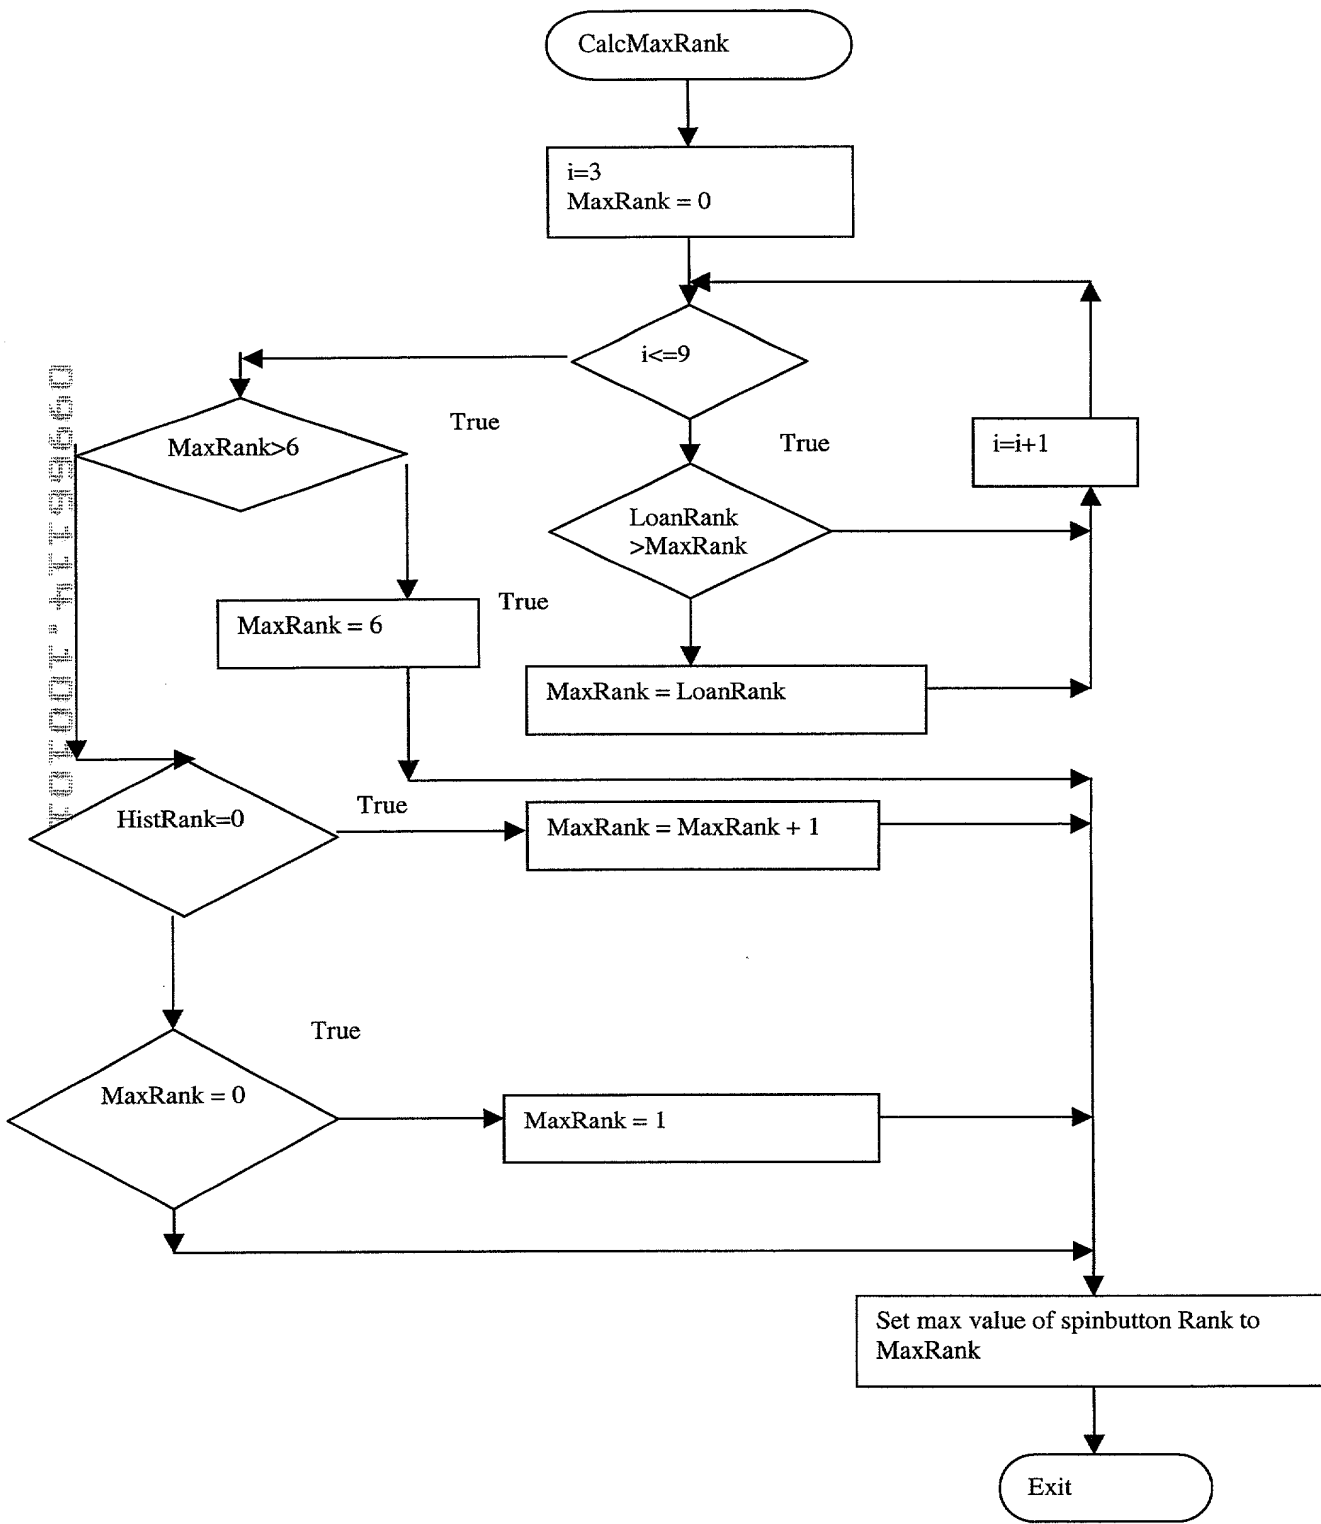 CalcMaxRank
i=3
MaxRank = 0
i<=9
True
MaxRank>6
True
i=i+1
LoanRank
>MaxRank
True
MaxRank = 6
MaxRank = LoanRank
HistRank=0
True
MaxRank = MaxRank + 1
True
MaxRank = 0
MaxRank = 1
Set max value of spinbutton Rank to
MaxRank
Exit